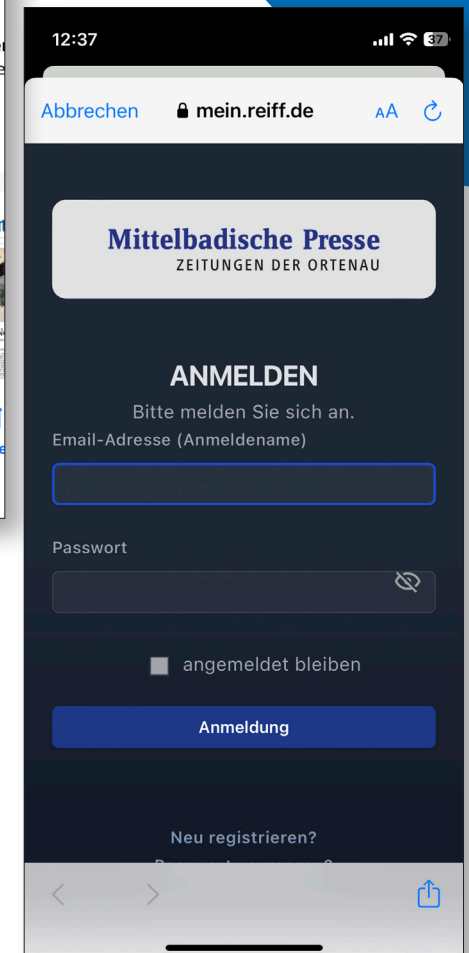 12:37
37
Abbrechen
mein.reiff.de
AA
Mittelbadische Presse
ZEITUNGEN DER ORTENAU
ANMELDEN
Bitte melden Sie sich an.
Email-Adresse (Anmeldename)
Passwort
angemeldet bleiben
Anmeldung
Neu registrieren?